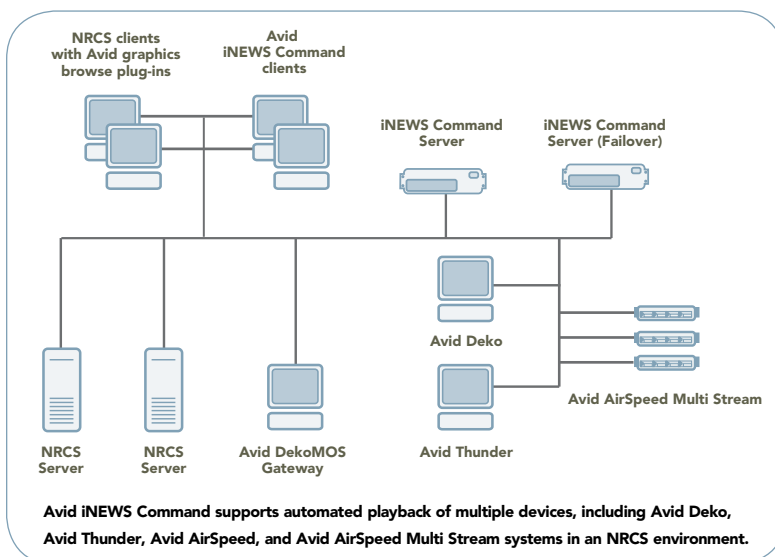 NRCS clients
with Avid graphics
browse plug-ins
Avid
iNEWS Command
clients
iNEWS Command
Server
iNEWS Command
Server (Failover)
Avid Deko
Avid AirSpeed Multi Stream
NRCS
Server
NRCS
Server
Avid DekoMOS
Gateway
Avid Thunder
Avid iNEWS Command supports automated playback of multiple devices, including Avid Deko,
Avid Thunder, Avid AirSpeed, and Avid AirSpeed Multi Stream systems in an NRCS environment.